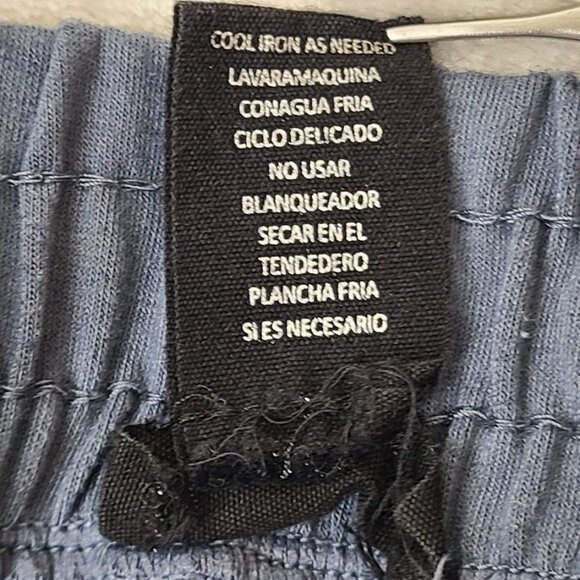 COOL IRON AS NEEDED
LAVARAMAQUINA
CONAGUA FRIA
CICLO DELICADO
NO USAR
BLANQUEADOR
SECAR EN EL
TENDEDERO
PLANCHA FRIA
SI ES NECESARIO